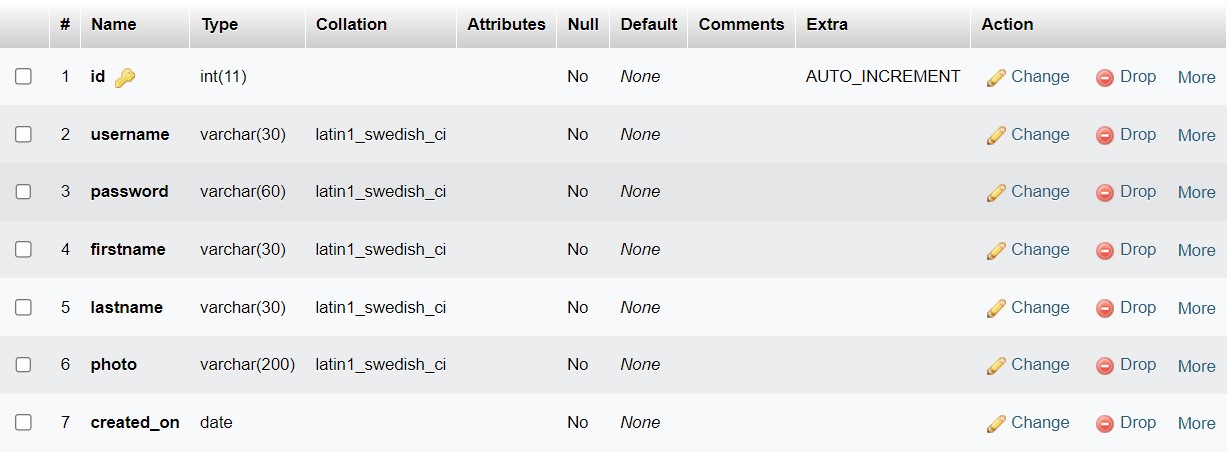 # Name Type Collation Attributes Null Default Comments Extra Action
1 id int(11) No None AUTO_INCREMENT Change Drop More
2 username varchar(30) latin1_swedish_ci No None Change Drop More
3 password varchar(60) latin1_swedish_ci No None Change Drop More
4 firstname varchar(30) latin1_swedish_ci No None Change Drop More
5 lastname varchar(30) latin1_swedish_ci No None Change Drop More
6 photo varchar(200) latin1_swedish_ci No None Change Drop More
7 created_on date No None Change Drop More